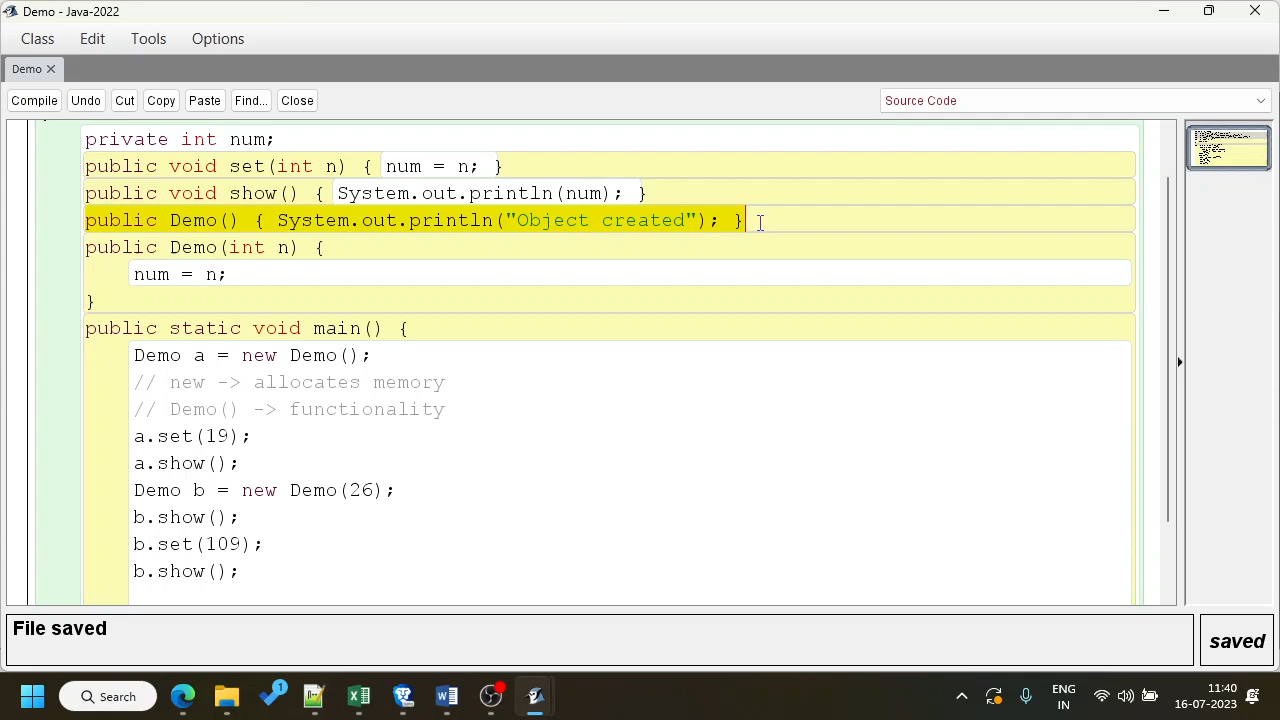 Demo - Java-2022
Class Edit Tools Options
Demo
Compile Undo Cut Copy Paste Find... Close Source Code
private int num;
public void set(int n) { num = n; }
public void show() { System.out.println(num); }
public Demo() { System.out.println("Object created"); }
public Demo(int n) {
num = n;
}
public static void main() {
Demo a = new Demo();
// new -> allocates memory
// Demo() -> functionality
a.set(19);
a.show();
Demo b = new Demo(26);
b.show();
b.set(109);
b.show();
File saved
saved
Search
1
ENG
IN
11:40
16-07-2023